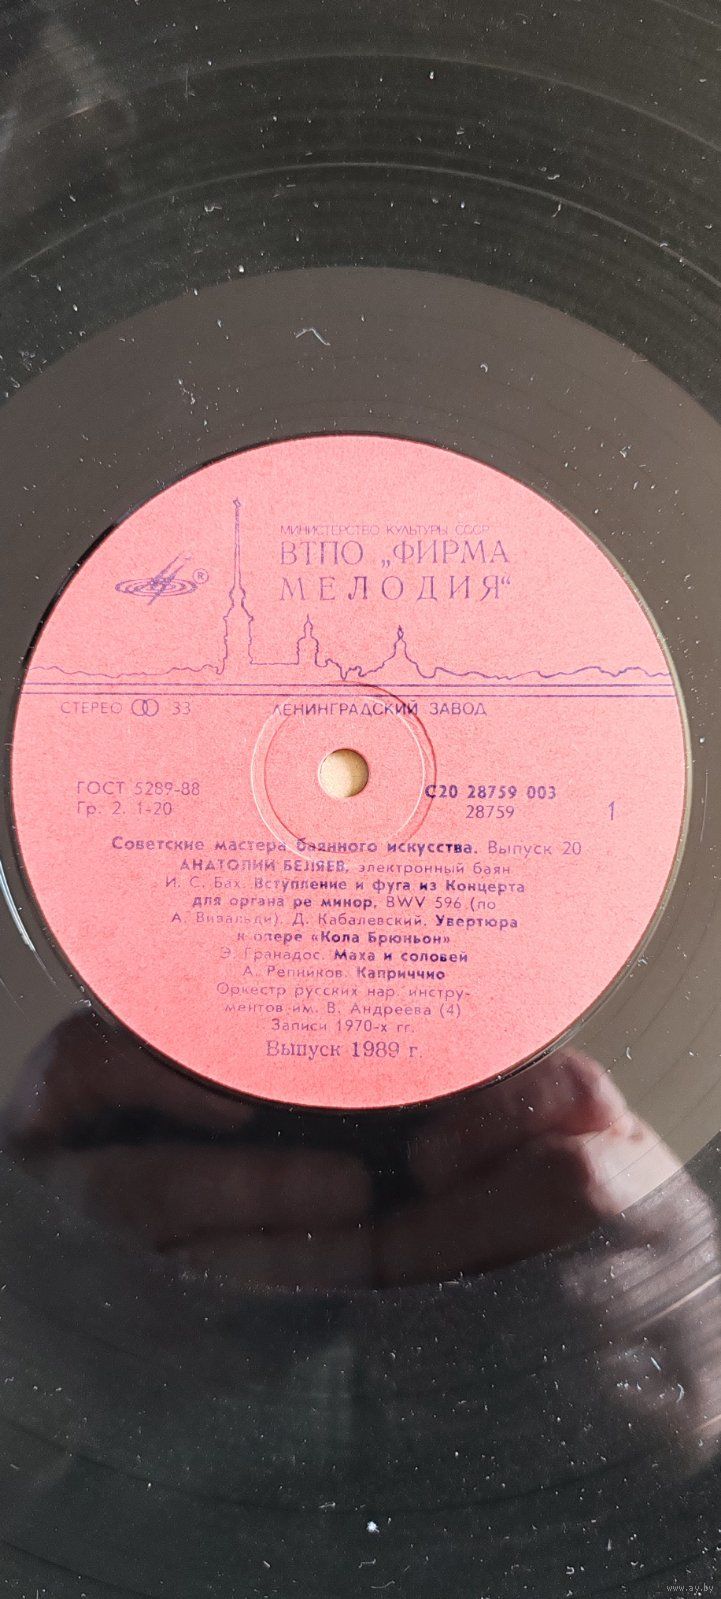 МИНИСТЕРСТВО КУЛЬТУРЫ СССР
ВТПО „ФИРМА
МЕЛОДИЯ“
®
СТЕРЕО 33
ЛЕНИНГРАДСКИЙ ЗАВОД
ГОСТ 5289-88
Гр. 2. 1-20
С20 28759 003
28759
1
Советские мастера баянного искусства. Выпуск 20
АНАТОЛИЙ БЕЛЯЕВ, электронный баян
И. С. Бах. Вступление и фуга из Концерта
для органа ре минор, BWV 596 (по
А. Вивальди). Д. Кабалевский. Увертюра
к опере «Кола Брюньон»
Э. Гранадос. Маха и соловей
А. Репников. Каприччио
Оркестр русских нар. инстру-
ментов им. В. Андреева (4)
Записи 1970-х гг.
Выпуск 1989 г.
www.ay.by